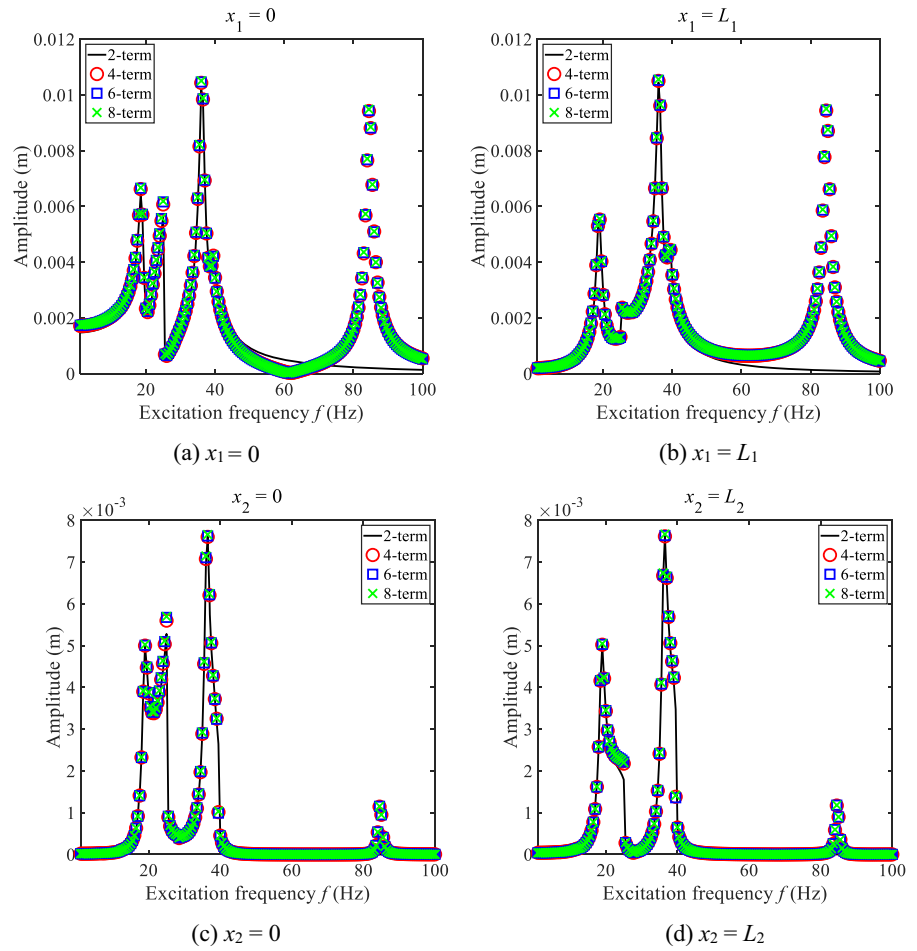 x₁ = 0
0.012
0.01
0.008
0.006
0.004
0.002
0
Amplitude (m)
2-term
4-term
6-term
8-term
20 40 60 80 100
Excitation frequency f (Hz)
(a) x₁ = 0
x₁ = L₁
0.012
0.01
0.008
0.006
0.004
0.002
0
Amplitude (m)
2-term
4-term
6-term
8-term
20 40 60 80 100
Excitation frequency f (Hz)
(b) x₁ = L₁
x₂ = 0
×10⁻³
8
7
6
5
4
3
2
1
0
Amplitude (m)
2-term
4-term
6-term
8-term
20 40 60 80 100
Excitation frequency f (Hz)
(c) x₂ = 0
x₂ = L₂
×10⁻³
8
7
6
5
4
3
2
1
0
Amplitude (m)
2-term
4-term
6-term
8-term
20 40 60 80 100
Excitation frequency f (Hz)
(d) x₂ = L₂